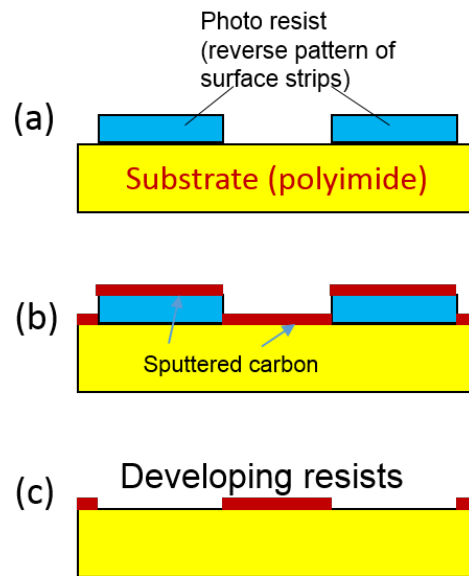 Photo resist
(reverse pattern of
surface strips)
(a)
Substrate (polyimide)
(b)
Sputtered carbon
(c)
Developing resists